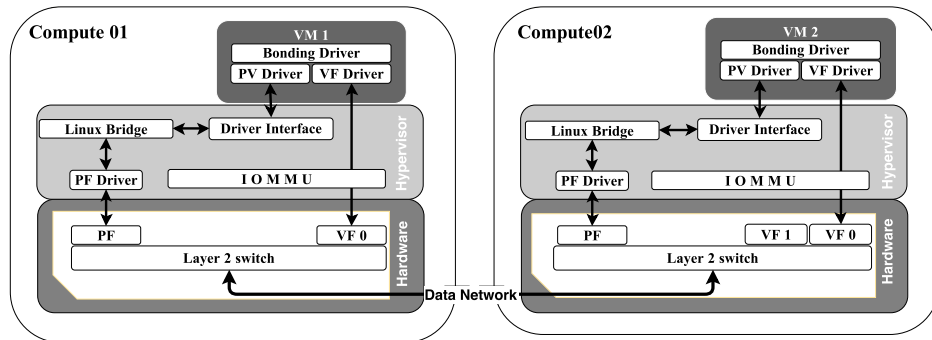 Compute 01
VM 1
Bonding Driver
PV Driver
VF Driver
Linux Bridge
Driver Interface
PF Driver
I O M M U
Hypervisor
PF
VF 0
Layer 2 switch
Hardware
Data Network
Compute02
VM 2
Bonding Driver
PV Driver
VF Driver
Linux Bridge
Driver Interface
PF Driver
I O M M U
Hypervisor
PF
VF 1
VF 0
Layer 2 switch
Hardware